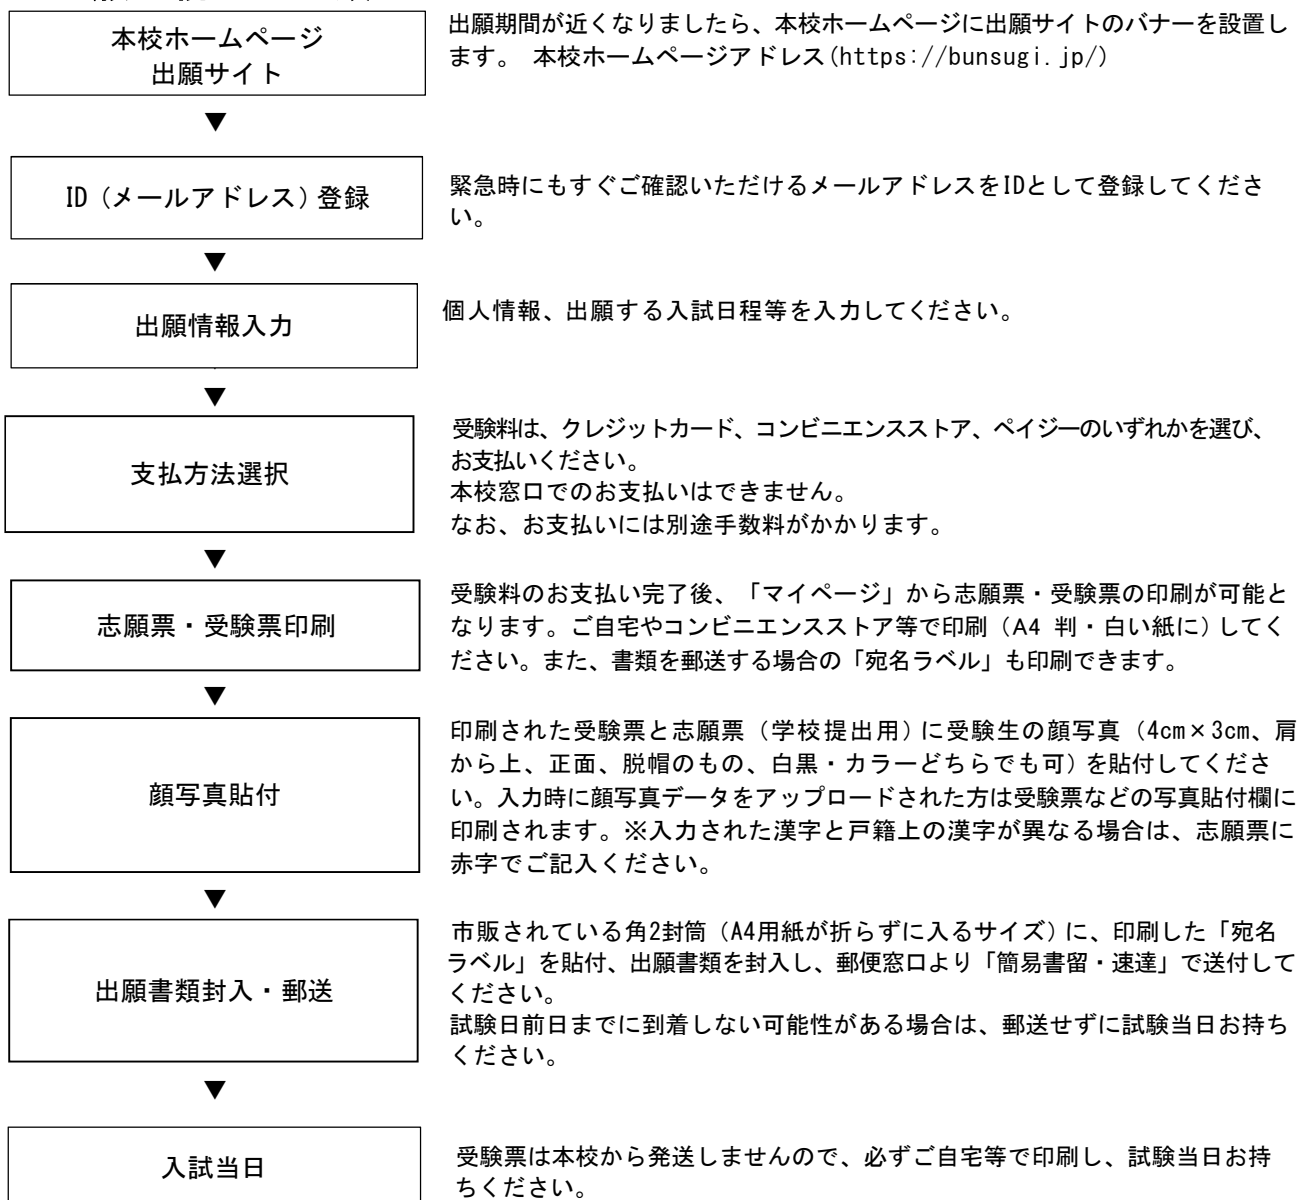 本校ホームページ
出願サイト
出願期間が近くなりましたら、本校ホームページに出願サイトのバナーを設置し
ます。 本校ホームページアドレス(https://bunsugi.jp/)
▼
ID（メールアドレス）登録
緊急時にもすぐご確認いただけるメールアドレスをIDとして登録してくださ
い。
▼
出願情報入力
個人情報、出願する入試日程等を入力してください。
▼
支払方法選択
受験料は、クレジットカード、コンビニエンスストア、ペイジーのいずれかを選び、
お支払いください。
本校窓口でのお支払いはできません。
なお、お支払いには別途手数料がかかります。
▼
志願票・受験票印刷
受験料のお支払い完了後、「マイページ」から志願票・受験票の印刷が可能と
なります。ご自宅やコンビニエンスストア等で印刷（A4 判・白い紙に）してく
ださい。また、書類を郵送する場合の「宛名ラベル」も印刷できます。
▼
顔写真貼付
印刷された受験票と志願票（学校提出用）に受験生の顔写真（4cm×3cm、肩
から上、正面、脱帽のもの、白黒・カラーどちらでも可）を貼付してくださ
い。入力時に顔写真データをアップロードされた方は受験票などの写真貼付欄に
印刷されます。※入力された漢字と戸籍上の漢字が異なる場合は、志願票に
赤字でご記入ください。
▼
出願書類封入・郵送
市販されている角2封筒（A4用紙が折らずに入るサイズ）に、印刷した「宛名
ラベル」を貼付、出願書類を封入し、郵便窓口より「簡易書留・速達」で送付して
ください。
試験日前日までに到着しない可能性がある場合は、郵送せずに試験当日お持ち
ください。
▼
入試当日
受験票は本校から発送しませんので、必ずご自宅等で印刷し、試験当日お持
ちください。